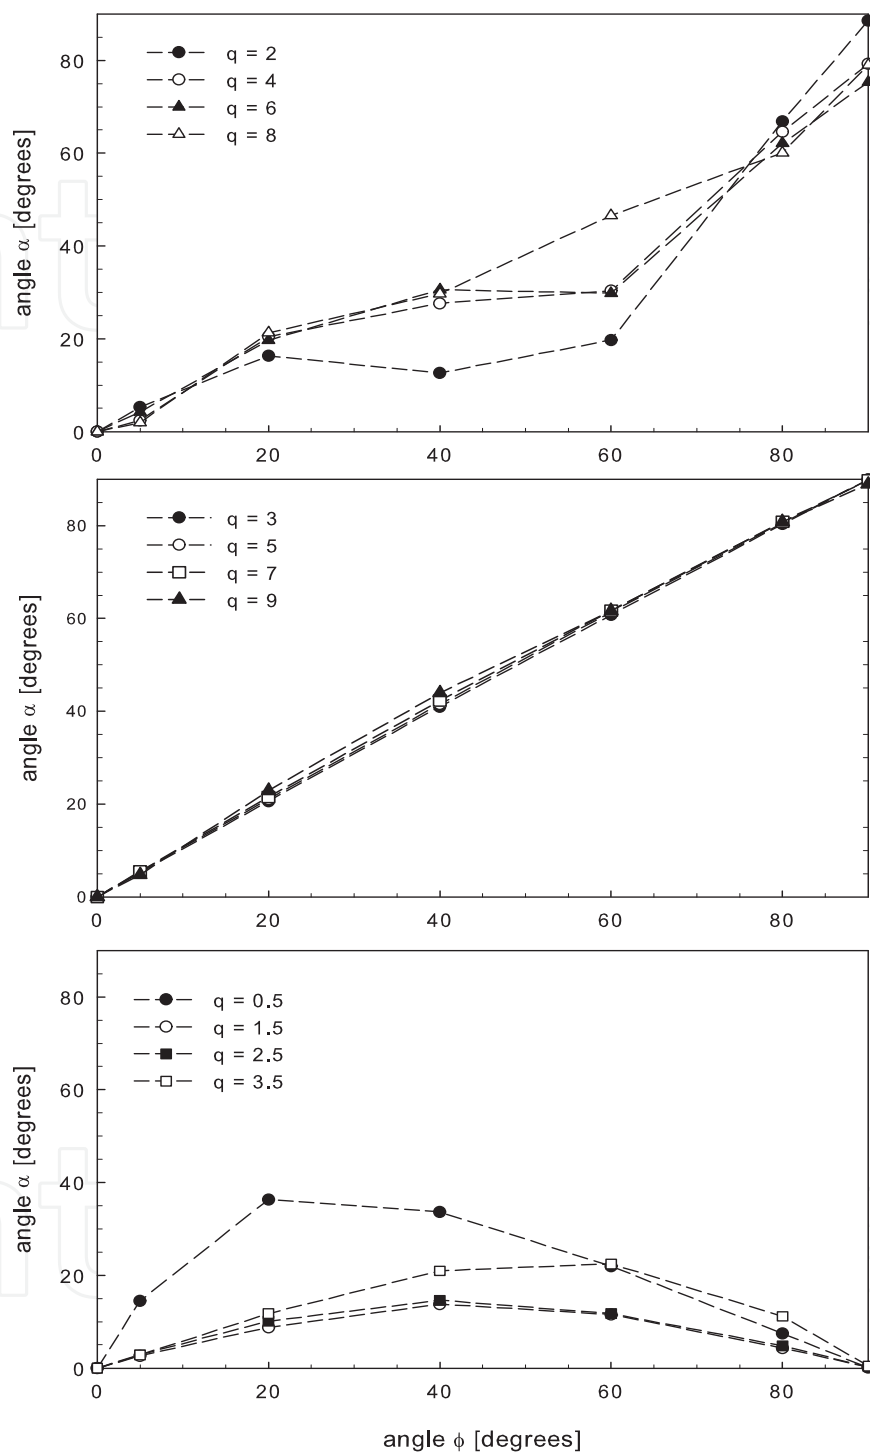 q = 2
q = 4
q = 6
q = 8
80
60
40
20
0
angle α [degrees]
0 20 40 60 80
q = 3
q = 5
q = 7
q = 9
80
60
40
20
0
angle α [degrees]
0 20 40 60 80
q = 0.5
q = 1.5
q = 2.5
q = 3.5
80
60
40
20
0
angle α [degrees]
0 20 40 60 80
angle ϕ [degrees]